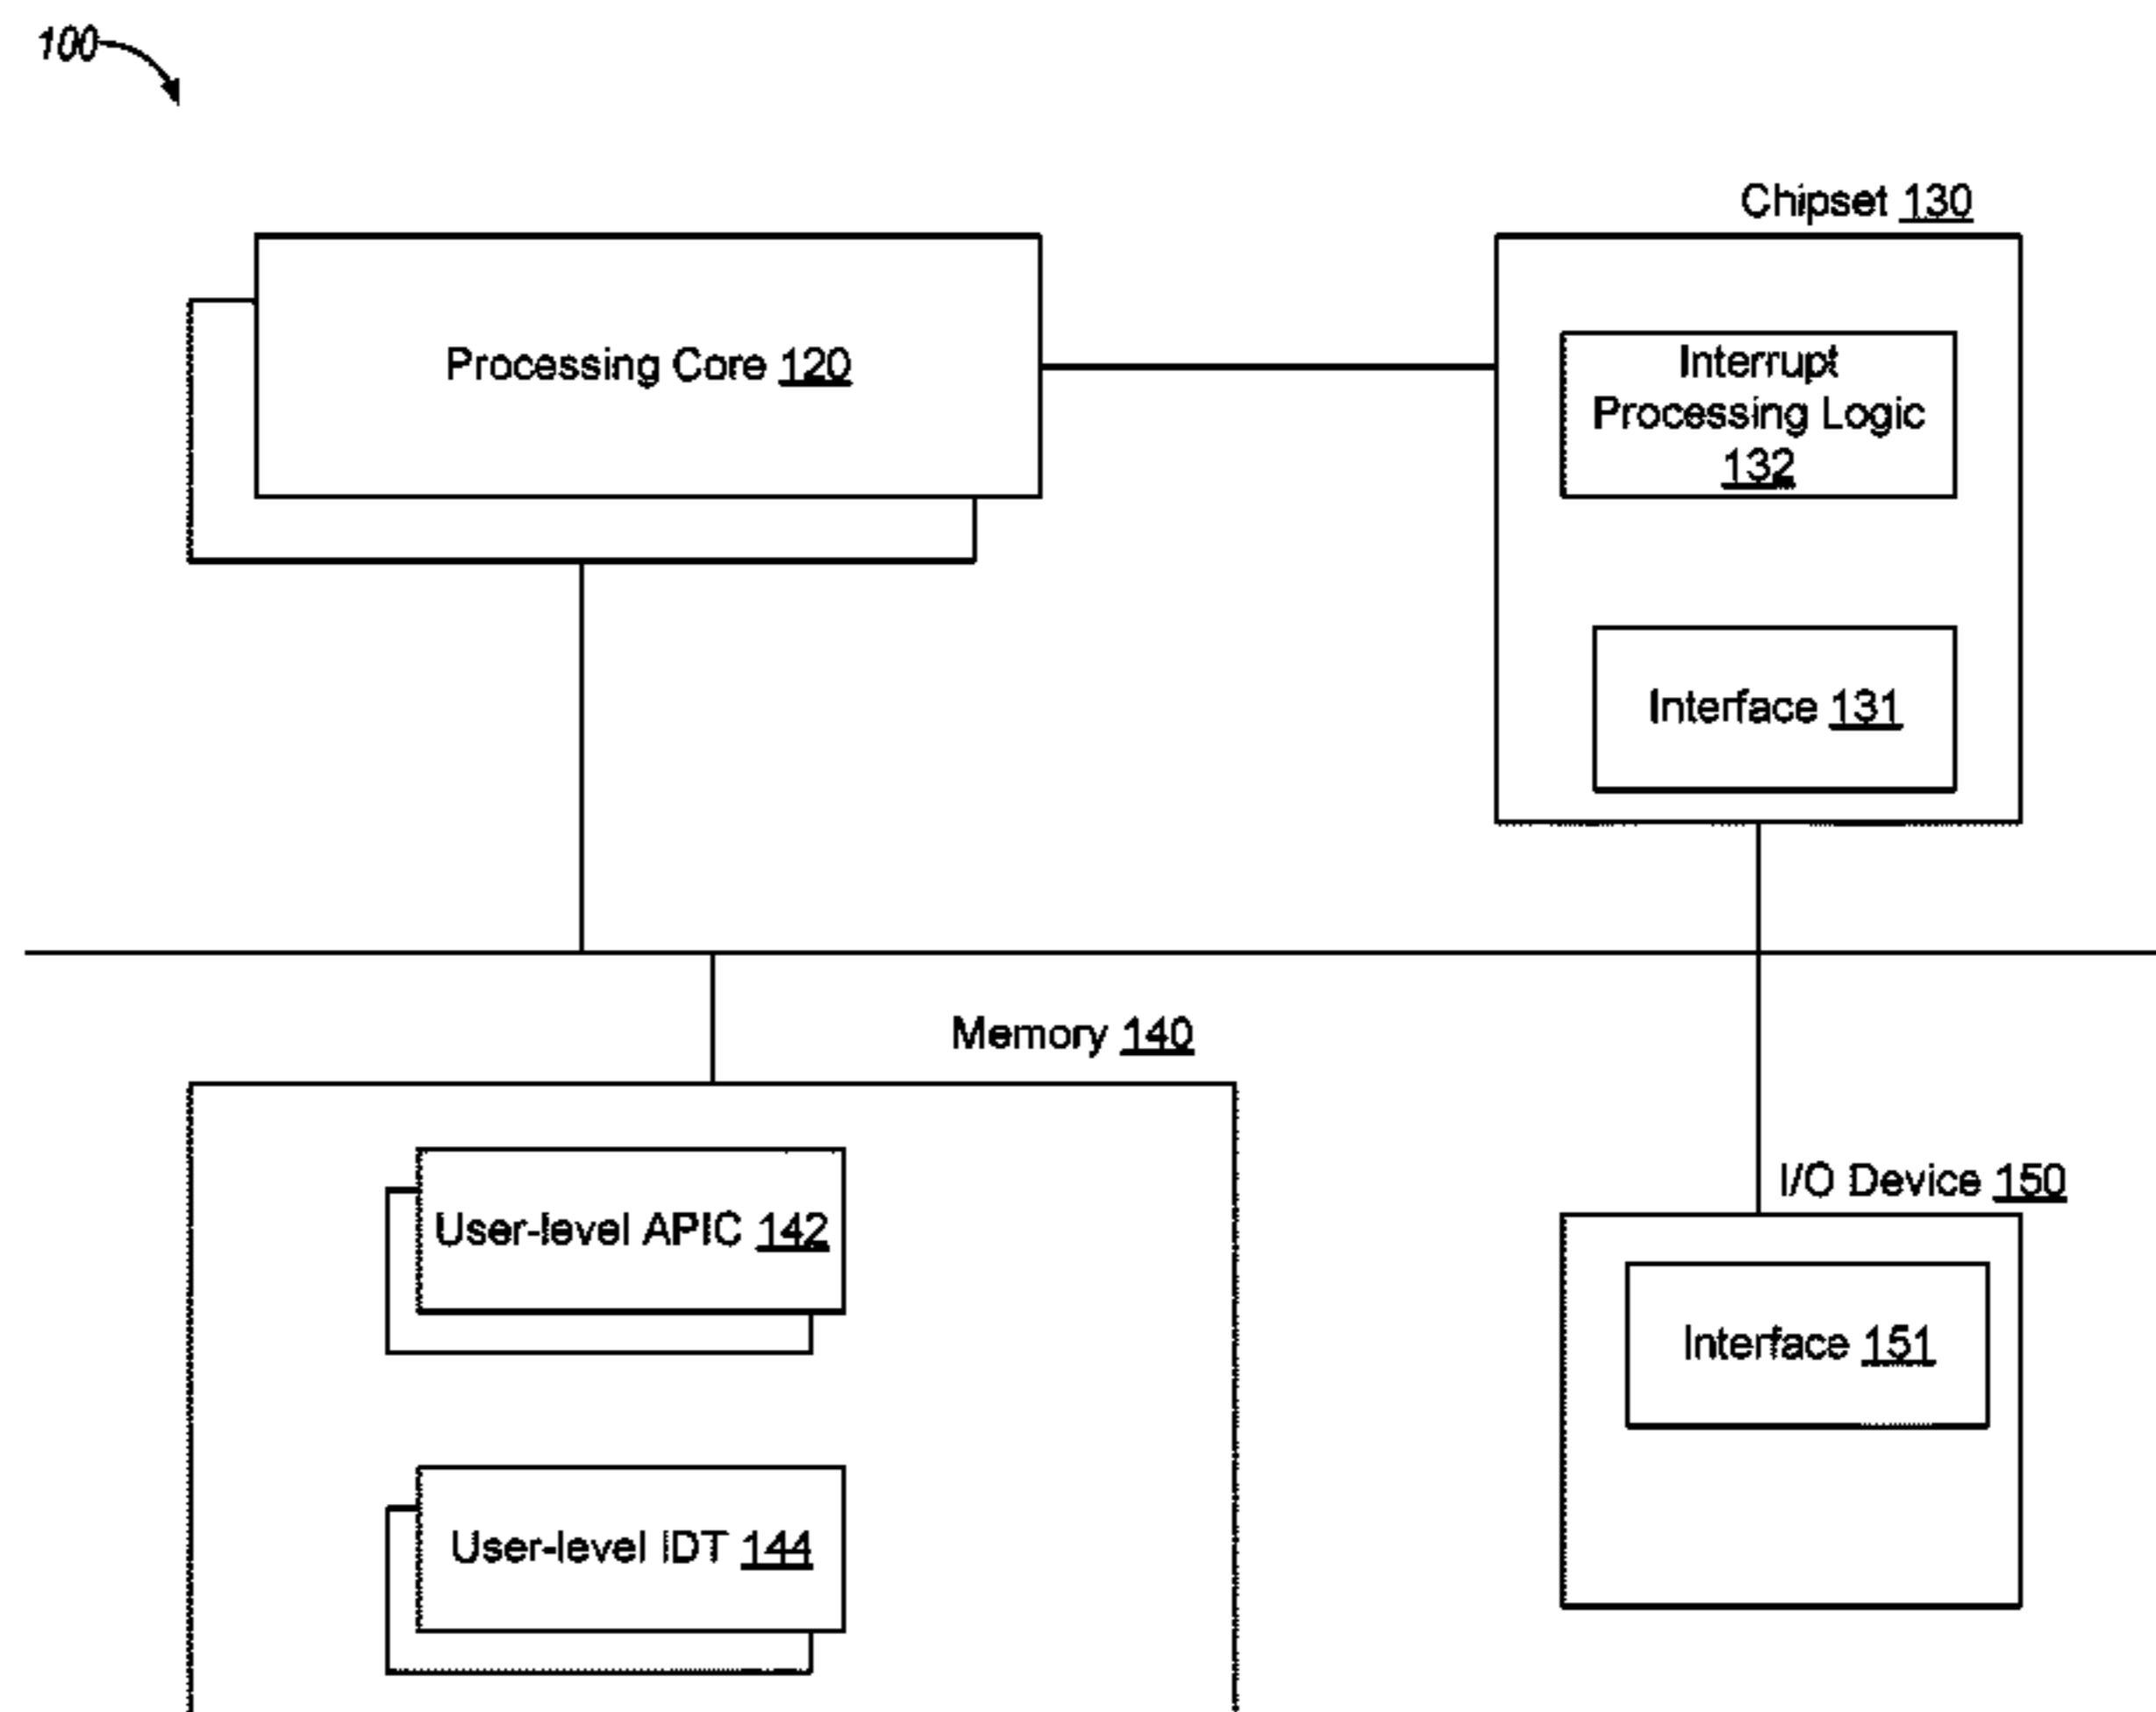 100
Chipset 130
Processing Core 120
Interrupt
Processing Logic
132
Interface 131
Memory 140
I/O Device 150
User-level APIC 142
Interface 151
User-level IDT 144